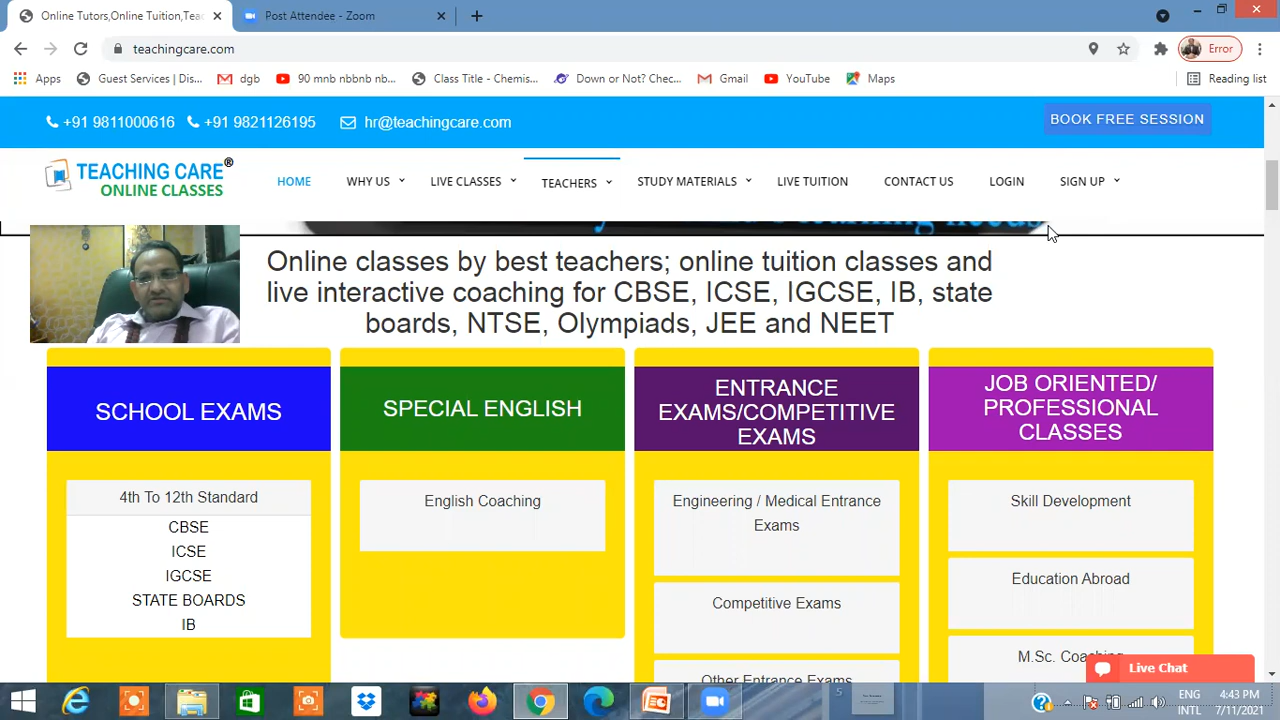 Online Tutors,Online Tuition,Tea
Post Attendee - Zoom
teachingcare.com
Error
Apps
Guest Services | Dis...
dgb
90 mnb nbbnb nb...
Class Title - Chemis...
Down or Not? Chec...
Gmail
YouTube
Maps
Reading list
+91 9811000616
+91 9821126195
hr@teachingcare.com
BOOK FREE SESSION
TEACHING CARE®
ONLINE CLASSES
HOME
WHY US
LIVE CLASSES
TEACHERS
STUDY MATERIALS
LIVE TUITION
CONTACT US
LOGIN
SIGN UP
Online classes by best teachers; online tuition classes and
live interactive coaching for CBSE, ICSE, IGCSE, IB, state
boards, NTSE, Olympiads, JEE and NEET
SCHOOL EXAMS
4th To 12th Standard
CBSE
ICSE
IGCSE
STATE BOARDS
IB
SPECIAL ENGLISH
English Coaching
ENTRANCE
EXAMS/COMPETITIVE
EXAMS
Engineering / Medical Entrance
Exams
Competitive Exams
Other Entrance Exams
JOB ORIENTED/
PROFESSIONAL
CLASSES
Skill Development
Education Abroad
M.Sc. Coaching
Live Chat
ENG
INTL
4:43 PM
7/11/2021